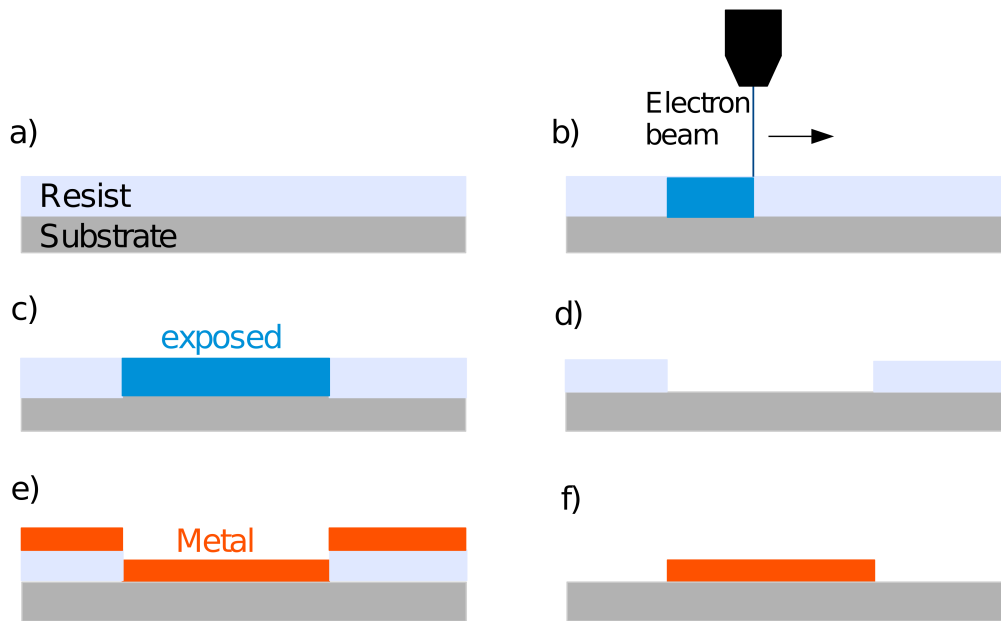 a)
Resist
Substrate
b)
Electron
beam
c)
exposed
d)
e)
Metal
f)